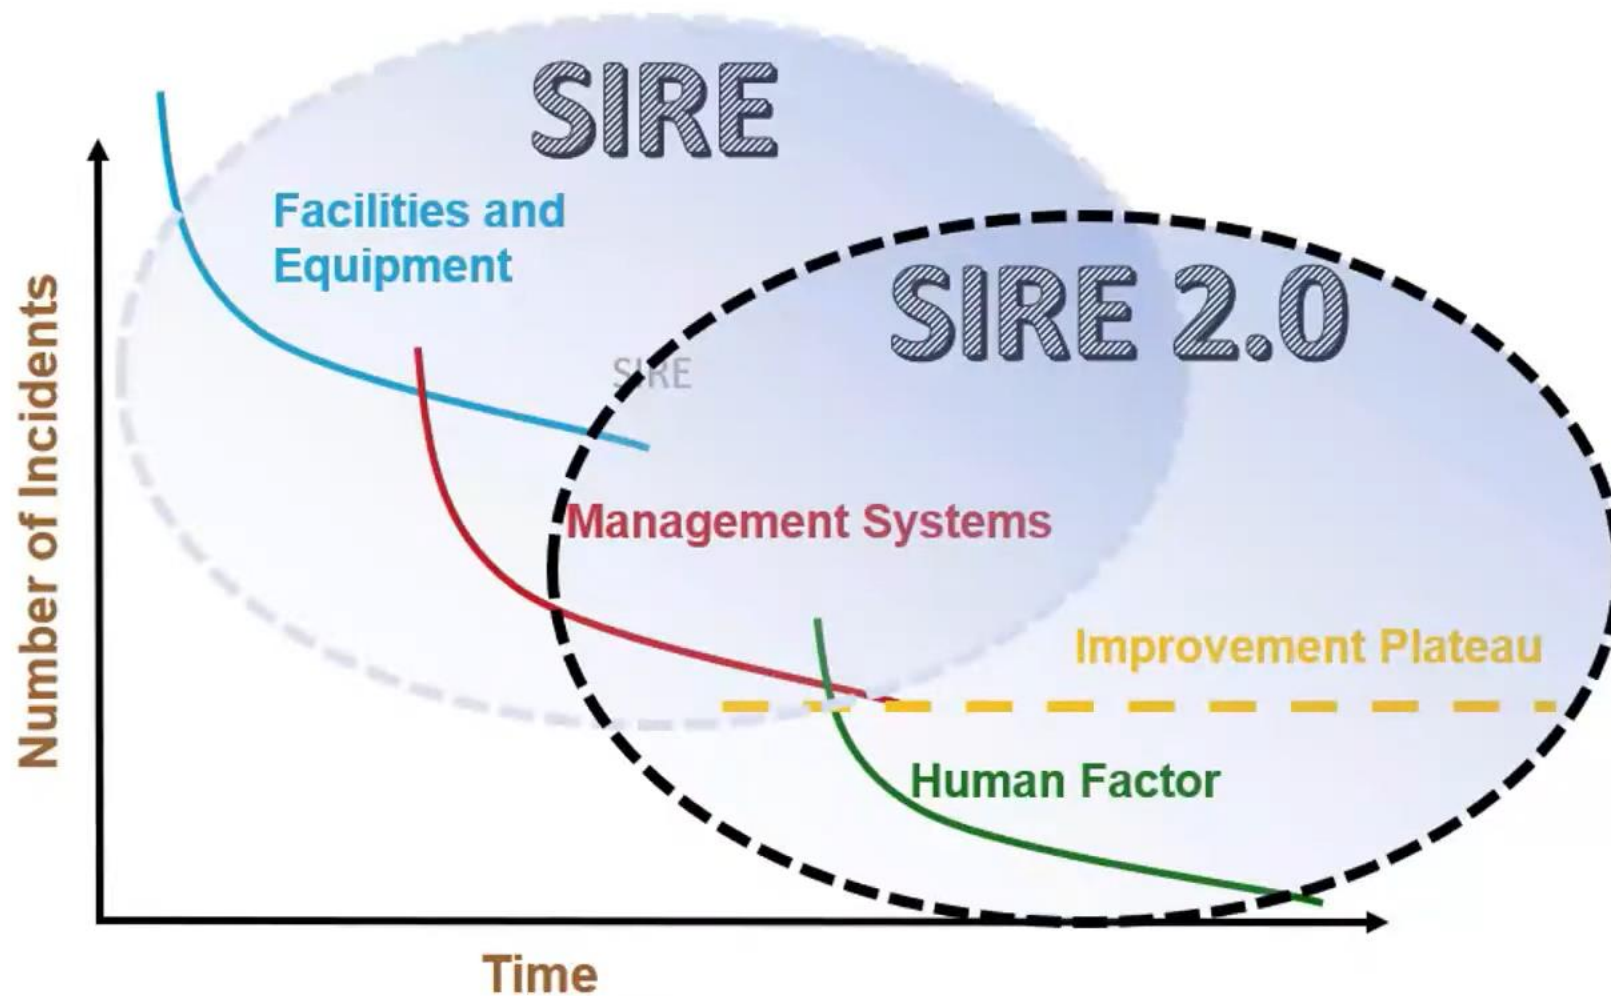 SIRE
Facilities and
Equipment
SIRE 2.0
SIRE
Management Systems
Improvement Plateau
Human Factor
Number of Incidents
Time